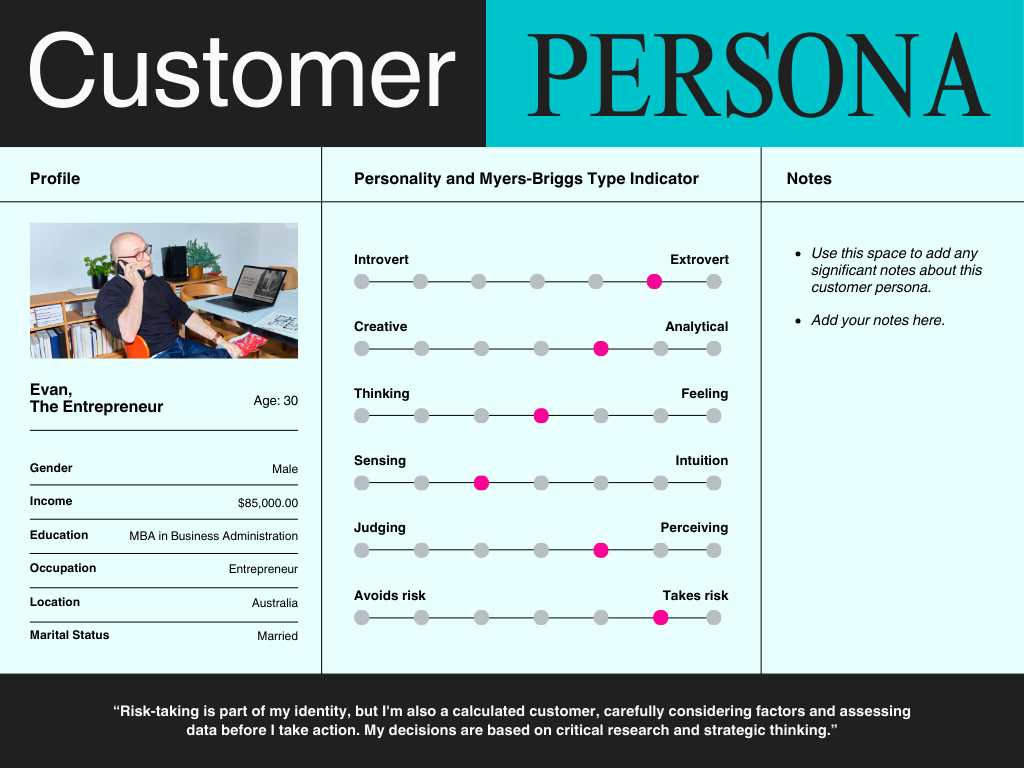 Customer PERSONA
Profile
Personality and Myers-Briggs Type Indicator
Notes
Evan,
The Entrepreneur
Age: 30
Gender Male
Income $85,000.00
Education MBA in Business Administration
Occupation Entrepreneur
Location Australia
Marital Status Married
Introvert Extrovert
Creative Analytical
Thinking Feeling
Sensing Intuition
Judging Perceiving
Avoids risk Takes risk
• Use this space to add any
significant notes about this
customer persona.
• Add your notes here.
“Risk-taking is part of my identity, but I'm also a calculated customer, carefully considering factors and assessing
data before I take action. My decisions are based on critical research and strategic thinking.”